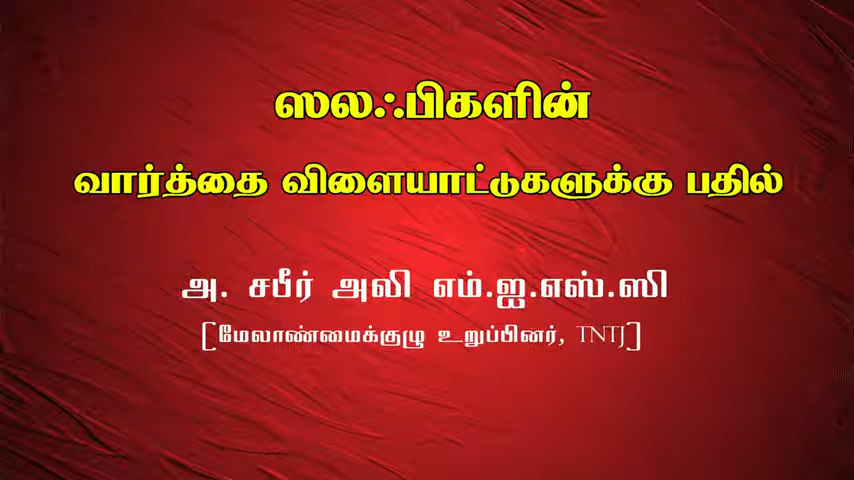 ஸலஃபிகளின்
வார்த்தை விளையாட்டுகளுக்கு பதில்
அ. சபீர் அலி எம்.ஐ.எஸ்.ஸி
[மேலாண்மைக்குழு உறுப்பினர், TNTJ]